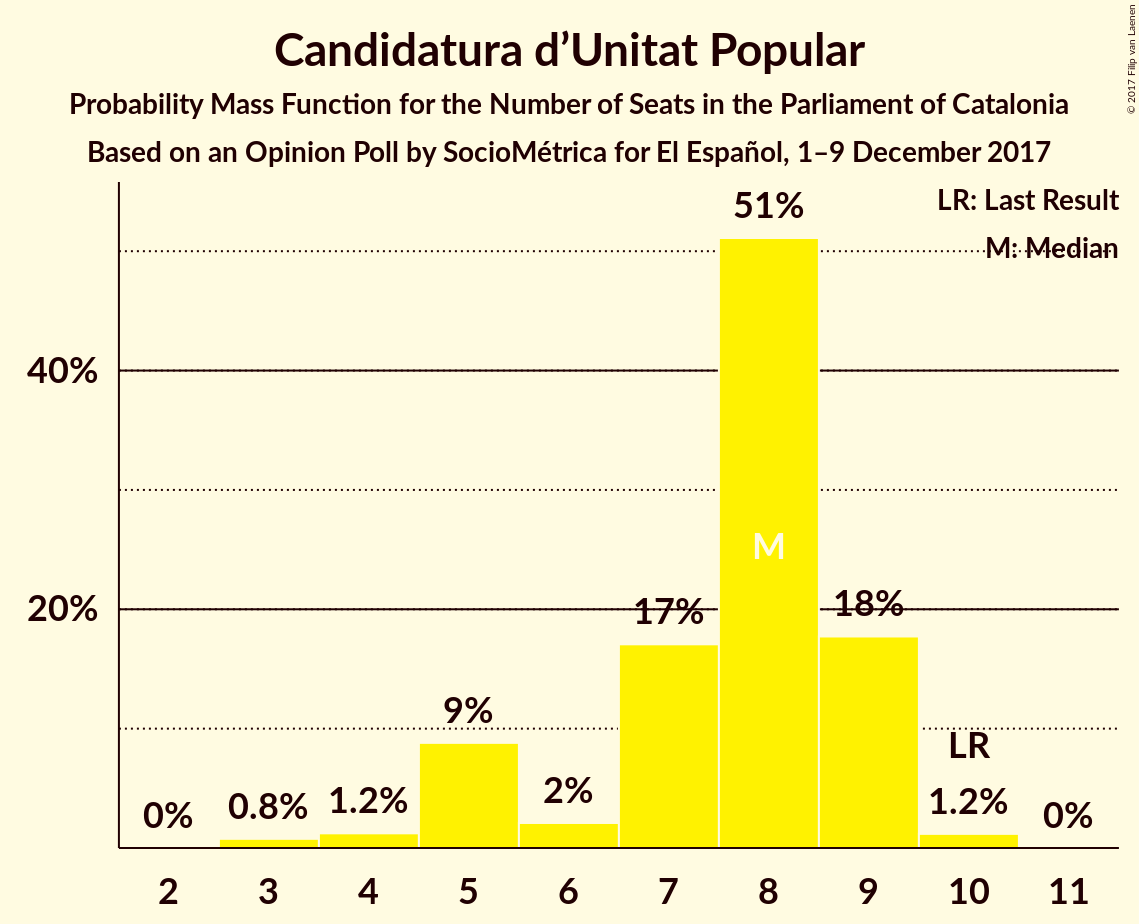 Candidatura d’Unitat Popular
Probability Mass Function for the Number of Seats in the Parliament of Catalonia
Based on an Opinion Poll by SocioMétrica for El Español, 1–9 December 2017
© 2017 Filip van Laenen
LR: Last Result
M: Median
51%
40%
M
20%
17%
18%
9%
LR
0%
0.8%
1.2%
2%
1.2%
0%
2 3 4 5 6 7 8 9 10 11